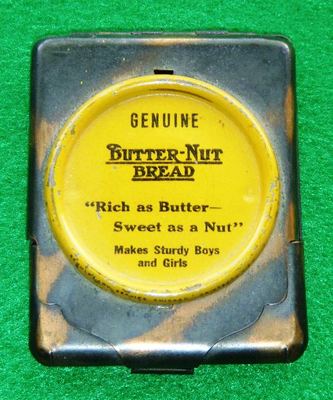 GENUINE
BUTTER-NUT
BREAD
"Rich as Butter—
Sweet as a Nut"
Makes Sturdy Boys
and Girls